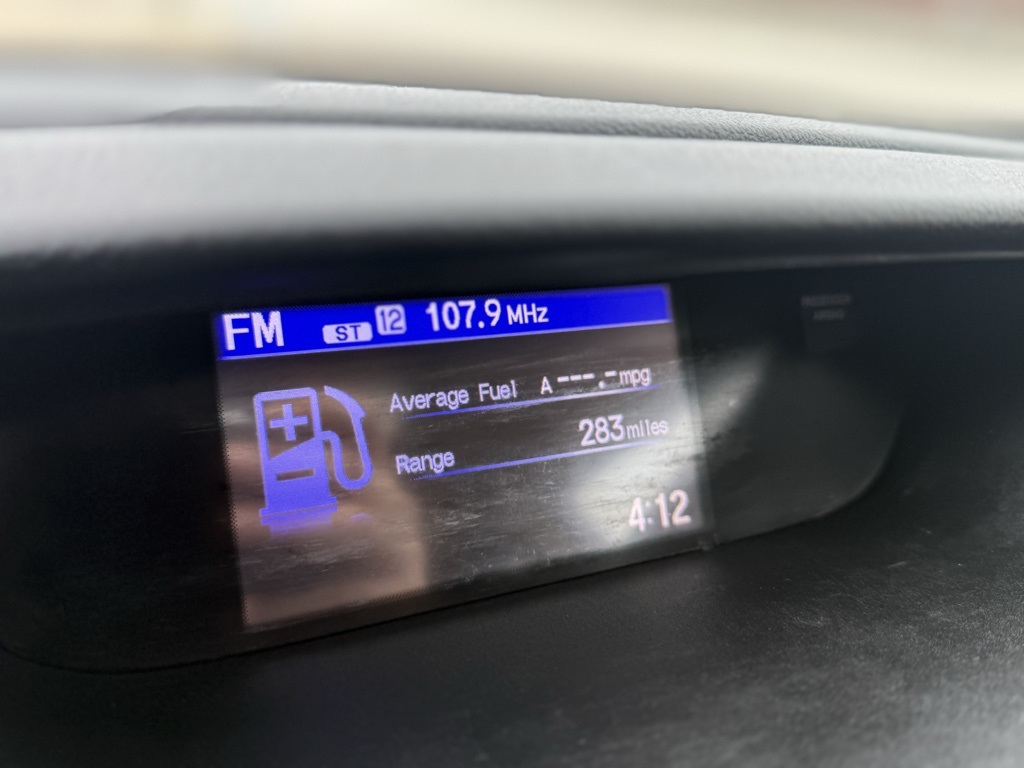 FM ST 12 107.9 MHz
Average Fuel A ---.- mpg
Range 283 miles
4:12